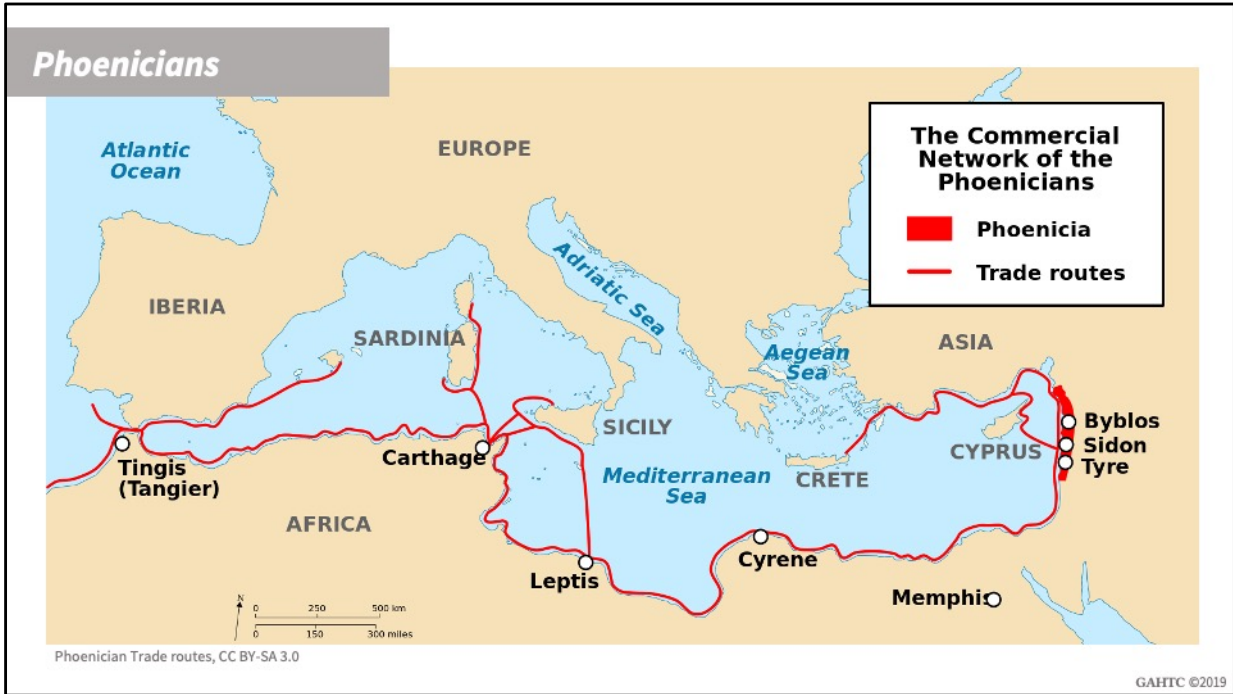 Phoenicians
The Commercial
Network of the
Phoenicians
Phoenicia
Trade routes
Atlantic
Ocean
EUROPE
Adriatic Sea
IBERIA
SARDINIA
Aegean
Sea
ASIA
Byblos
SICILY
CYPRUS
Sidon
Tyre
Carthage
Tingis
(Tangier)
Mediterranean
Sea
CRETE
AFRICA
Cyrene
Leptis
Memphis
N
0 250 500 km
0 150 300 miles
Phoenician Trade routes, CC BY-SA 3.0
GAHTC ©2019